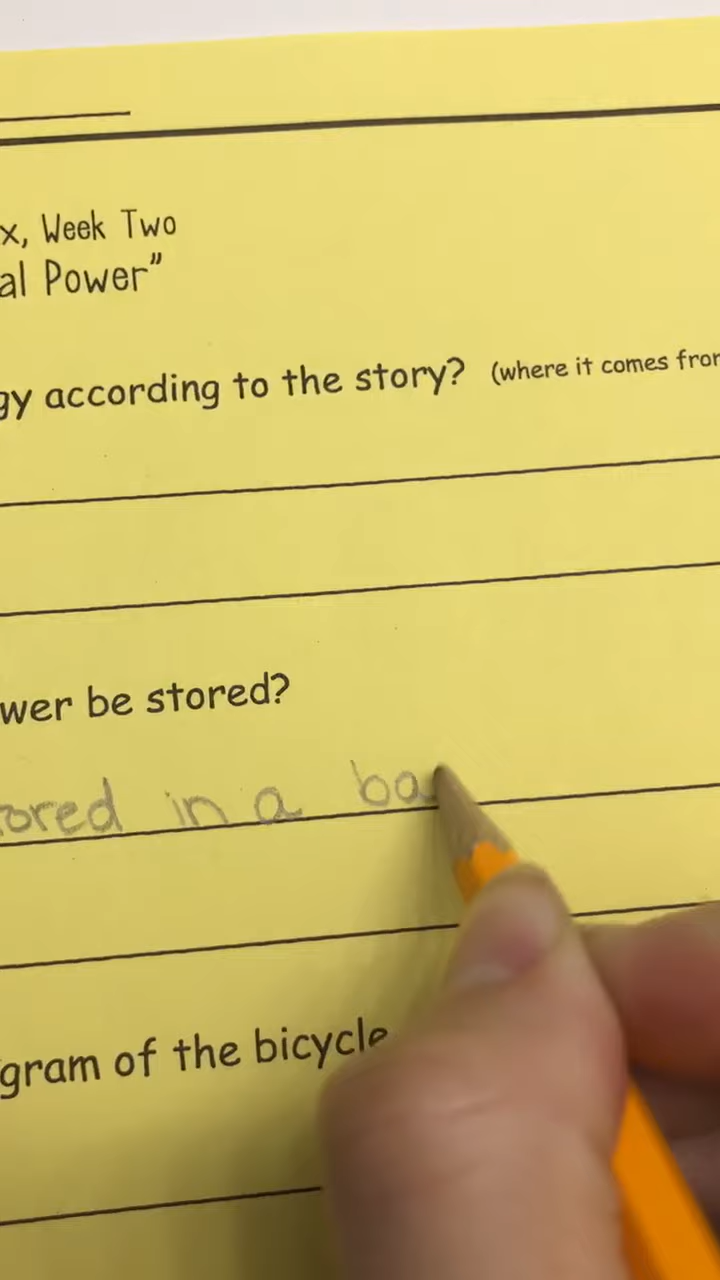 x, Week Two
al Power”
gy according to the story? (where it comes from
wer be stored?
ored in a ba
gram of the bicycle